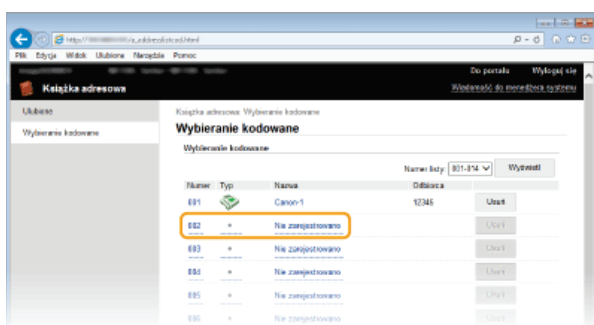 Plik Edycja Widok Ulubione Narzędzia Pomoc
Do portalu Wyloguj się
Książka adresowa
Wiadomość do menedżera systemu
Ulubione
Wybieranie kodowane
Książka adresowa: Wybieranie kodowane
Wybieranie kodowane
Wybieranie kodowane
Numer listy: 001-014 Wyświetl
Numer Typ Nazwa Odbiorca
001 Canon-1 12345 Usuń
002 Nie zarejestrowano Usuń
003 Nie zarejestrowano Usuń
004 Nie zarejestrowano Usuń
005 Nie zarejestrowano Usuń
006 Nie zarejestrowano